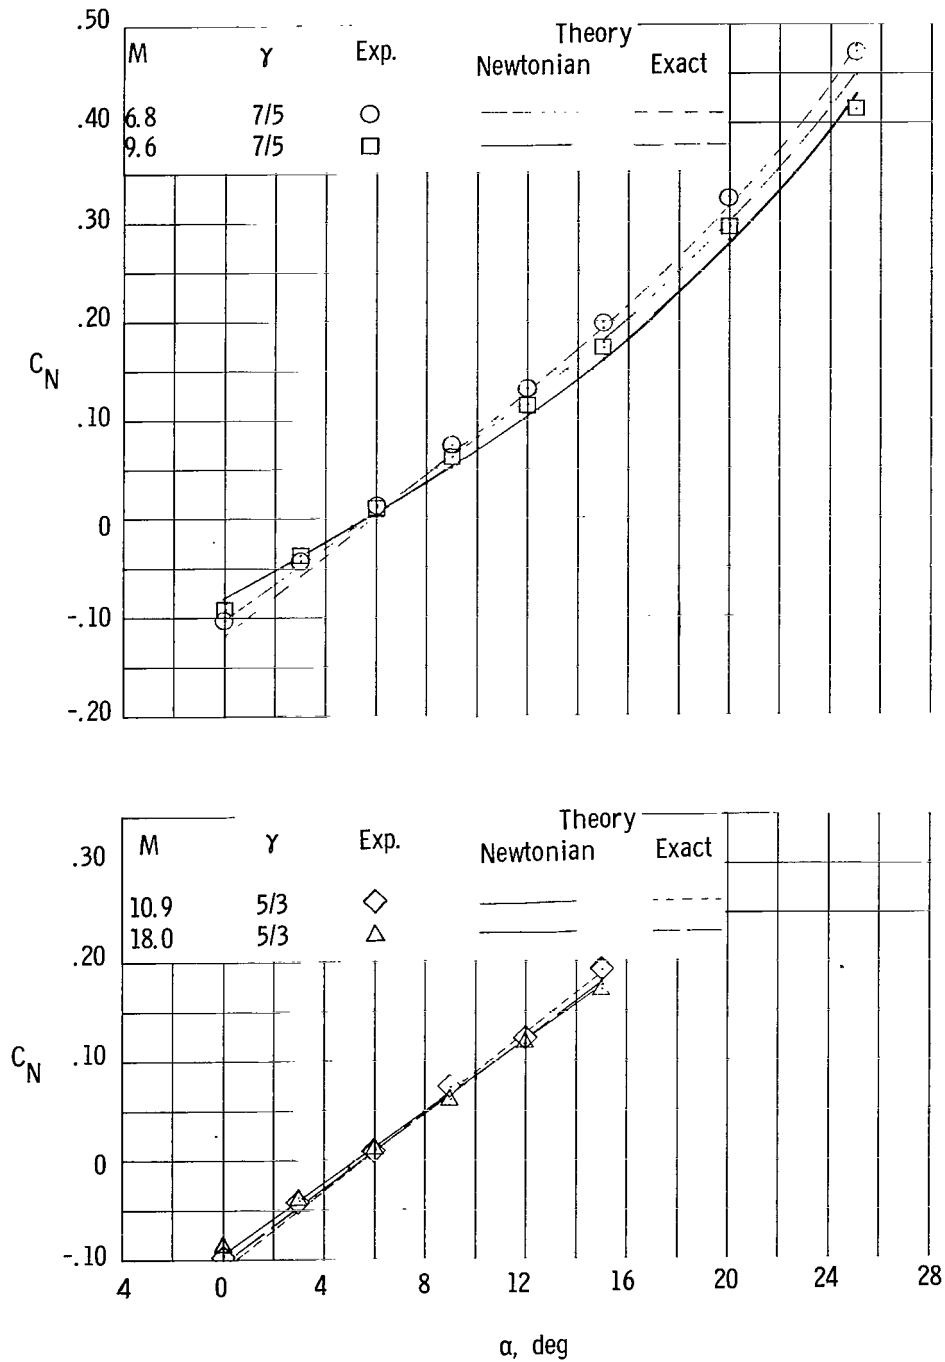 .50
Theory
M γ Exp. Newtonian Exact
.40
6.8 7/5
9.6 7/5
.30
.20
C_N
.10
0
-.10
-.20
Theory
M γ Exp. Newtonian Exact
.30
10.9 5/3
18.0 5/3
.20
C_N
.10
0
-.10
4 0 4 8 12 16 20 24 28
α, deg